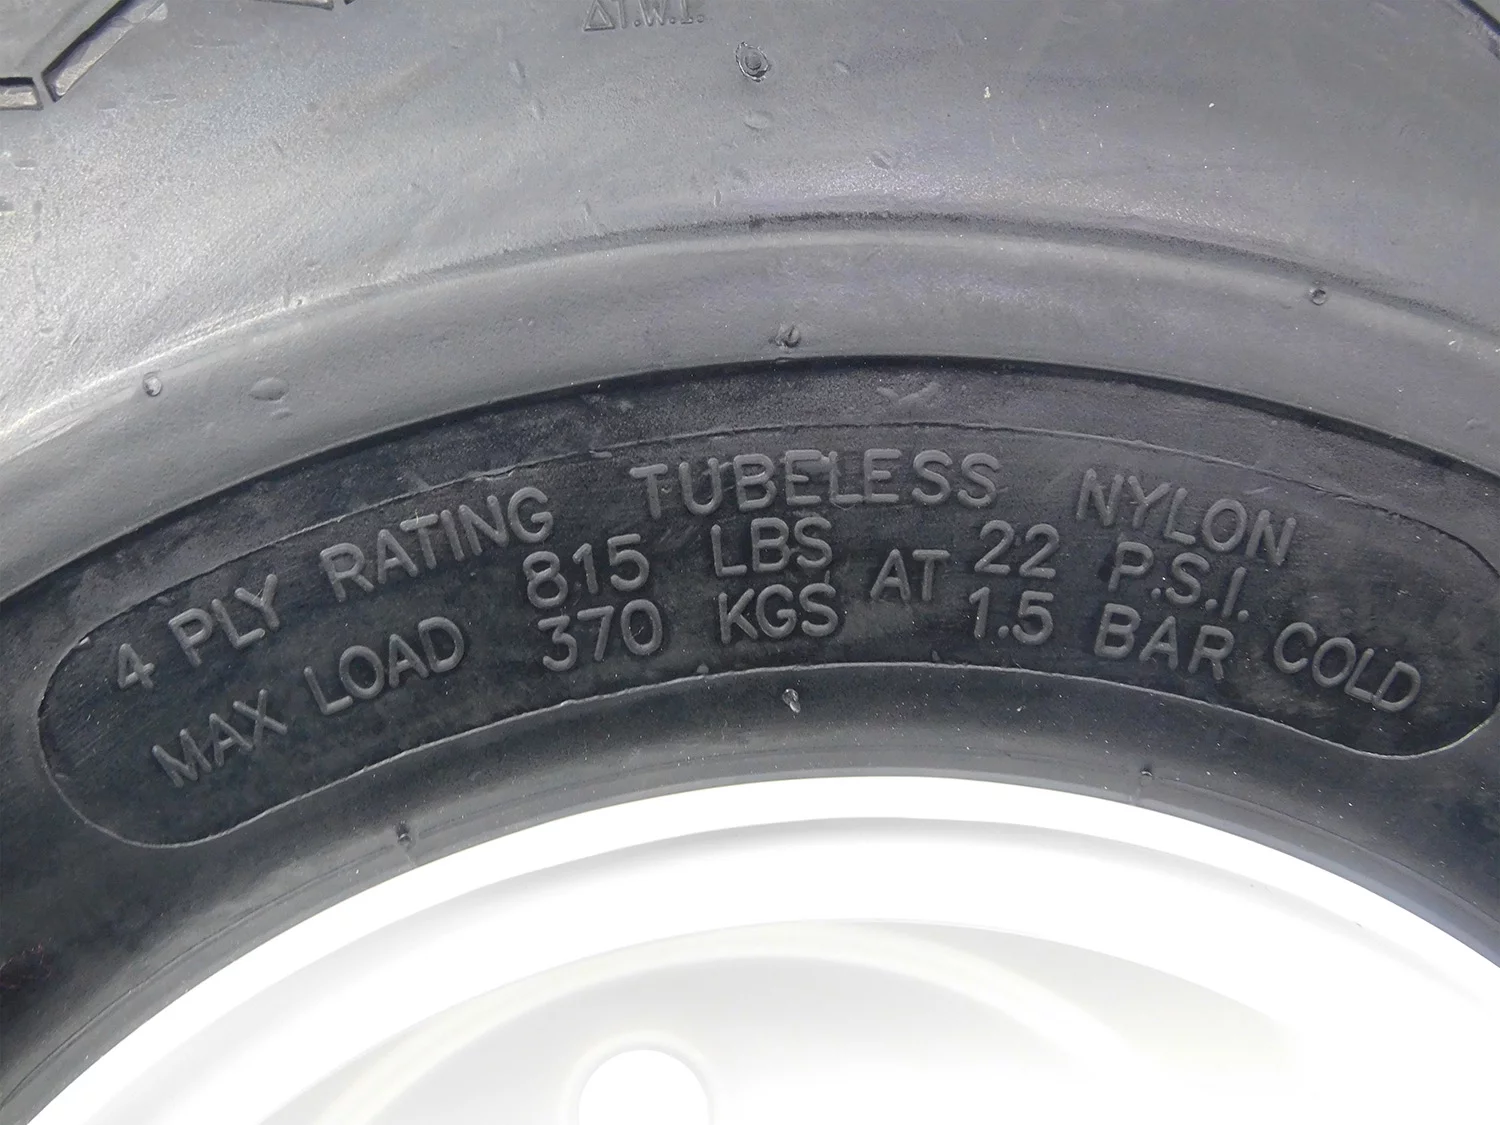 △T.W.I.
4 PLY RATING TUBELESS NYLON
MAX LOAD 815 LBS AT 22 P.S.I. COLD
370 KGS 1.5 BAR